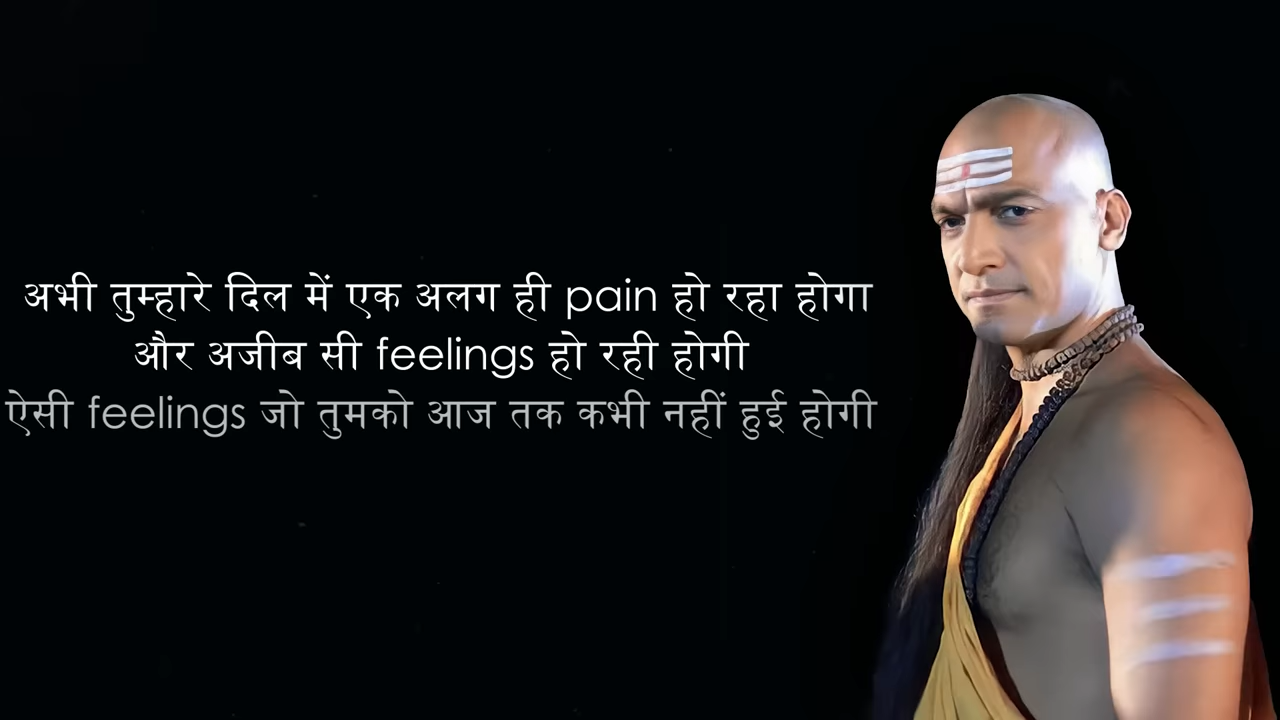 अभी तुम्हारे दिल में एक अलग ही pain हो रहा होगा
और अजीब सी feelings हो रही होगी
ऐसी feelings जो तुमको आज तक कभी नहीं हुई होगी